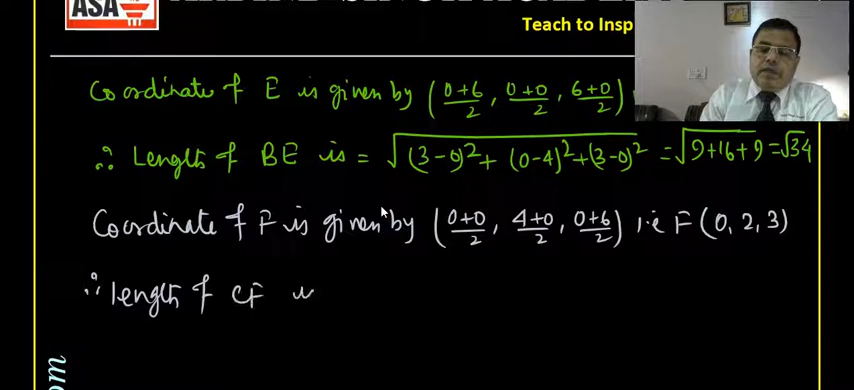 ASA
Teach to Insp
Coordinate of E is given by (0+6/2, 0+0/2, 6+0/2)
∴ Length of BE is = √(3-0)²+(0-4)²+(3-0)² = √9+16+9 = √34
Coordinate of F is given by (0+0/2, 4+0/2, 0+6/2) i.e F(0, 2, 3)
∴ length of CF is
om